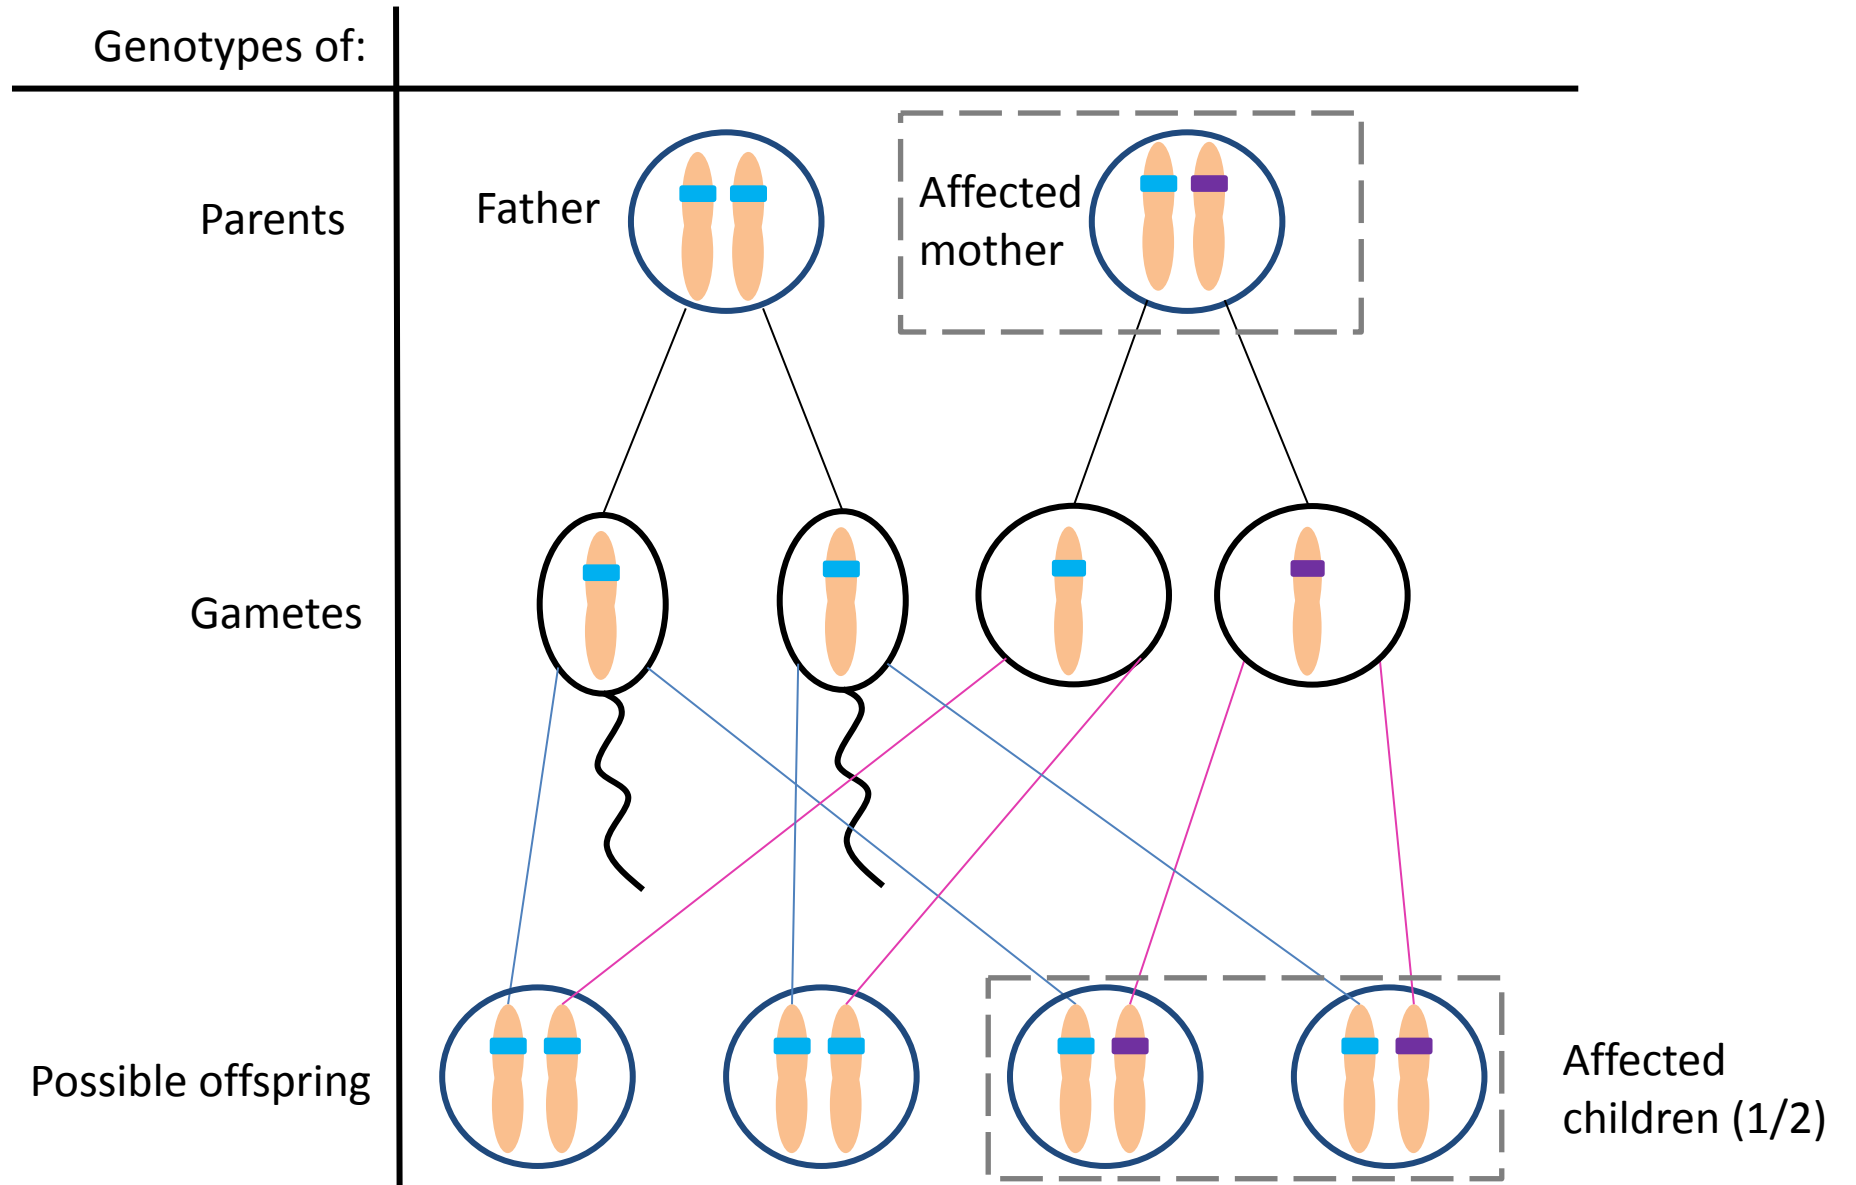 Genotypes of:
Parents
Father
Affected
mother
Gametes
Possible offspring
Affected
children (1/2)